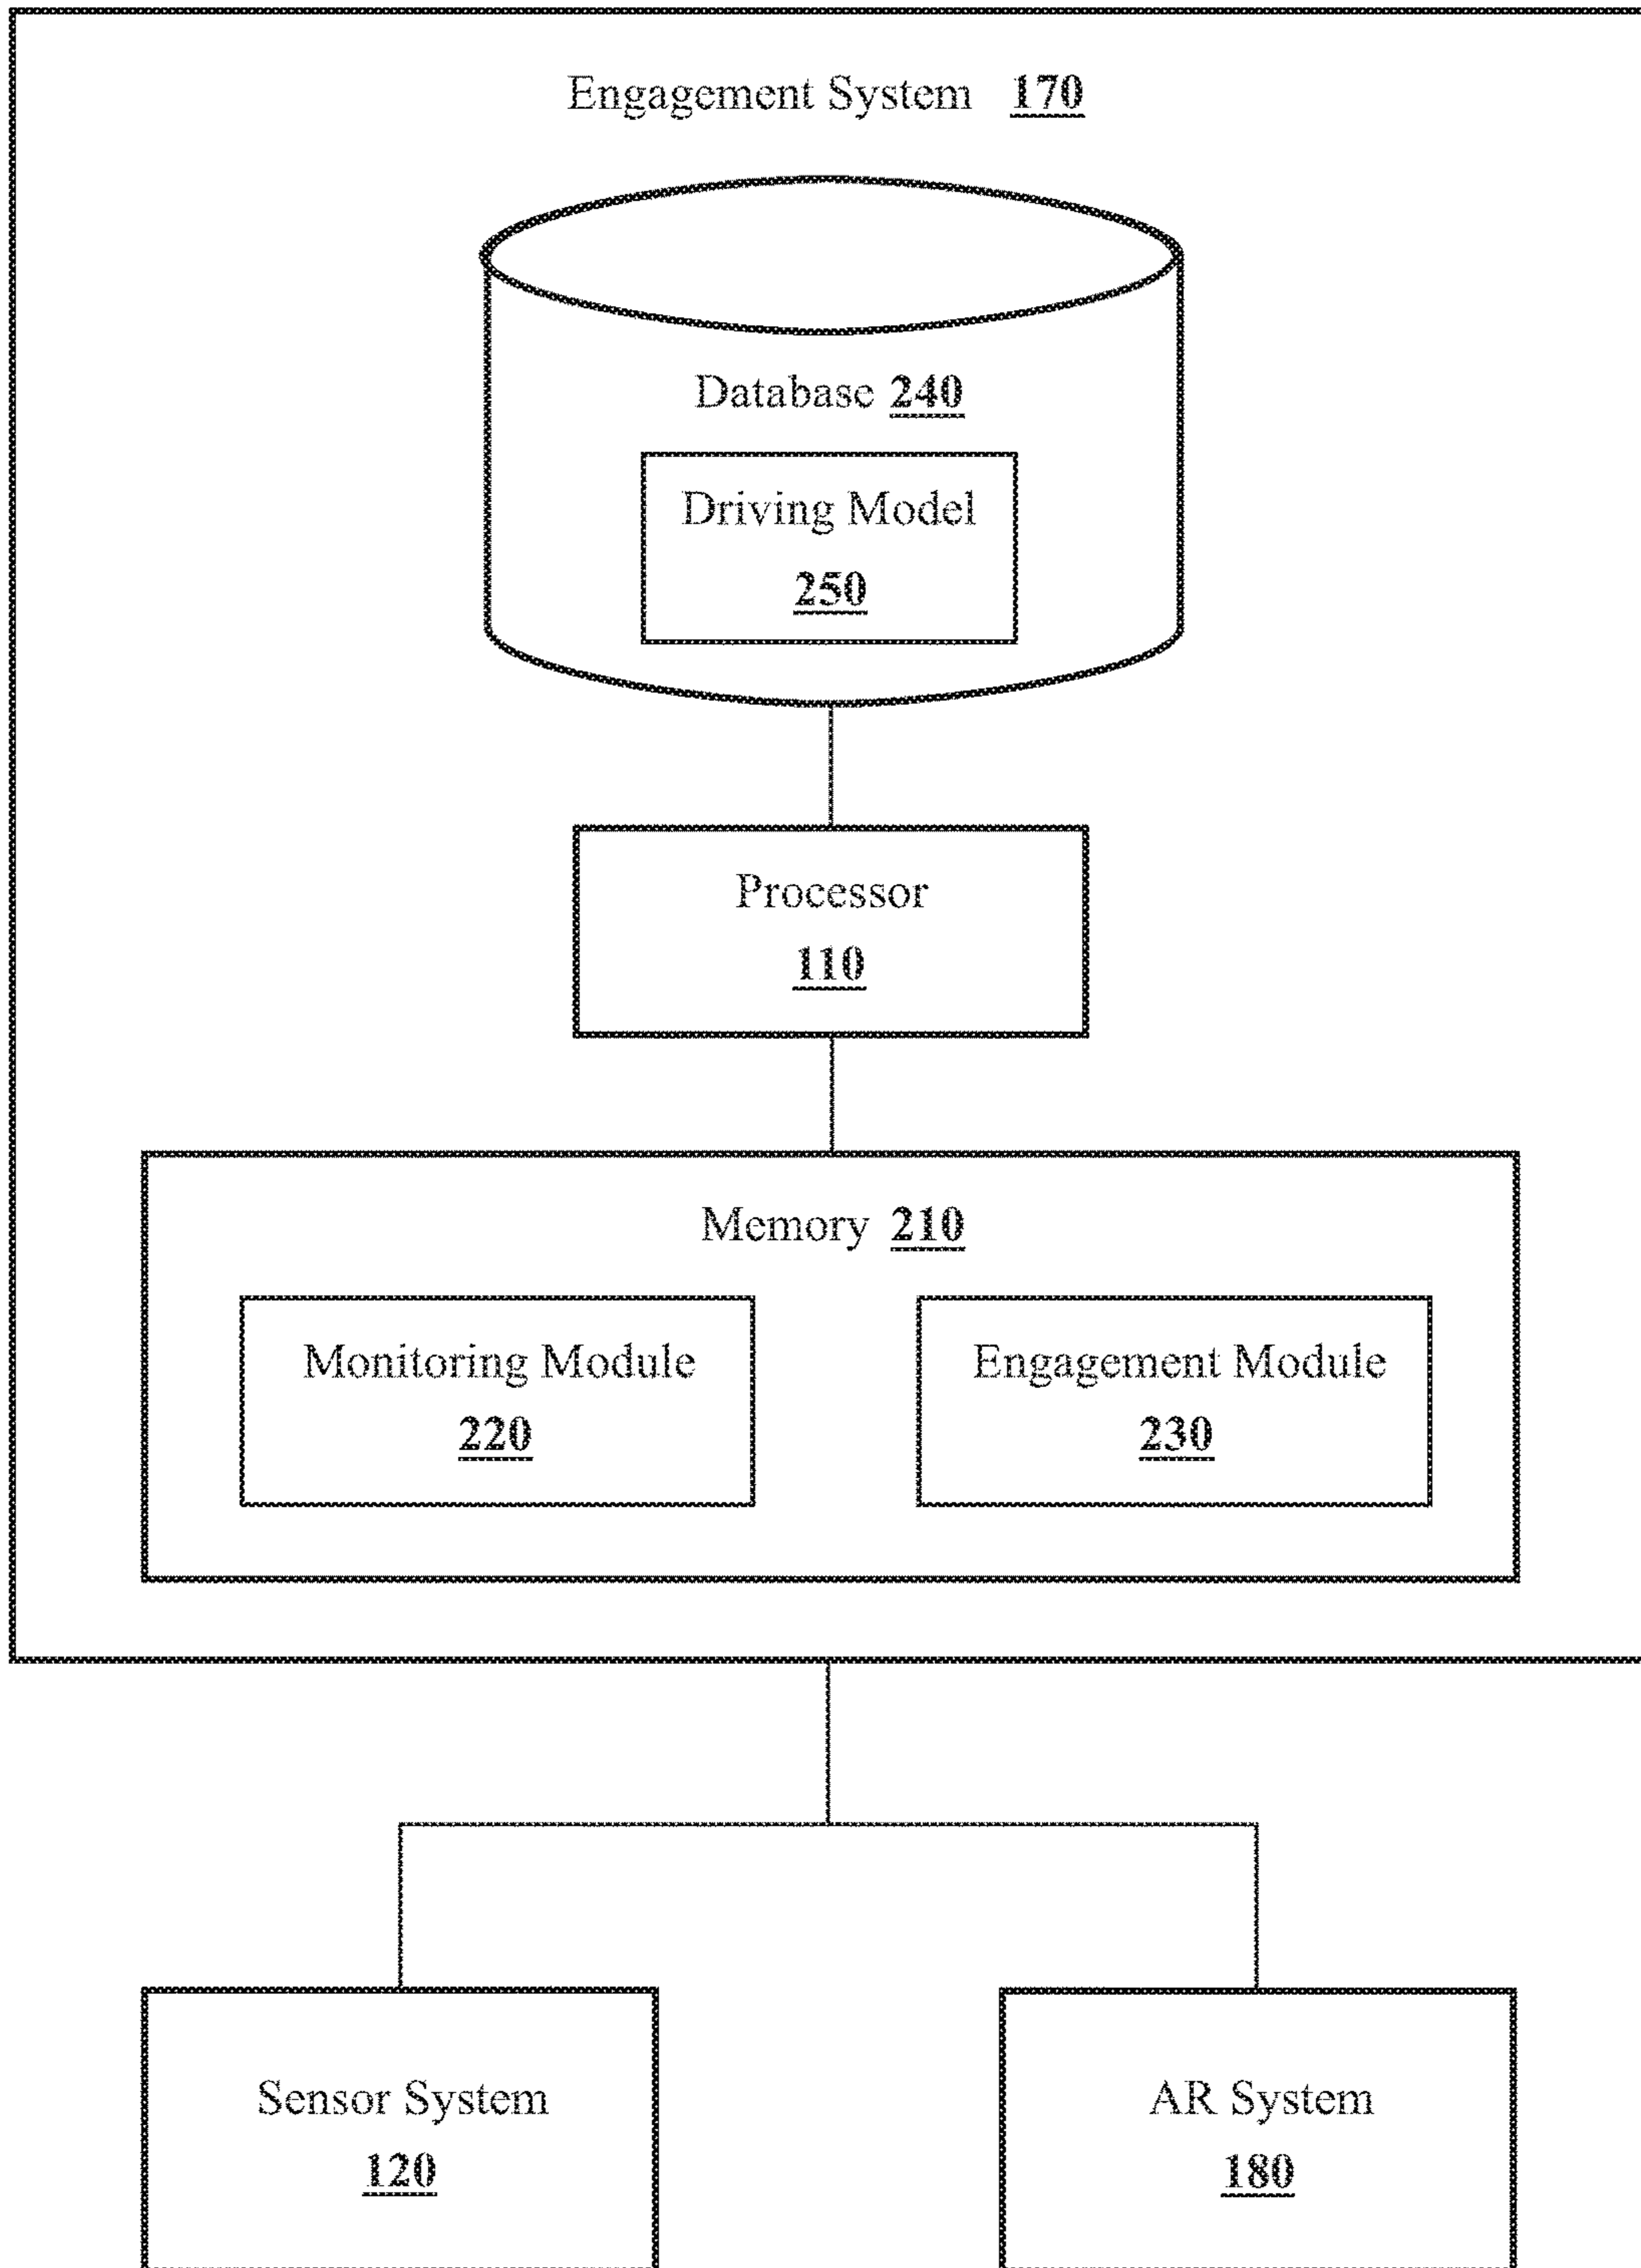 Engagement System 170
Database 240
Driving Model
250
Processor
110
Memory 210
Monitoring Module
220
Engagement Module
230
Sensor System
120
AR System
180